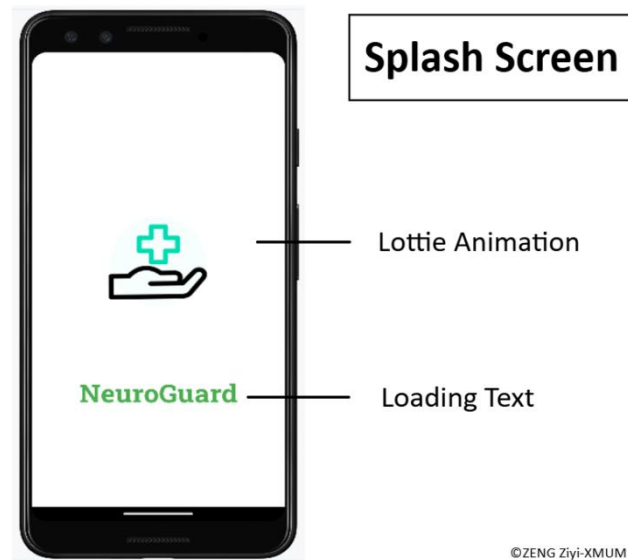 Splash Screen
Lottie Animation
NeuroGuard
Loading Text
©ZENG Ziyi-XMUM